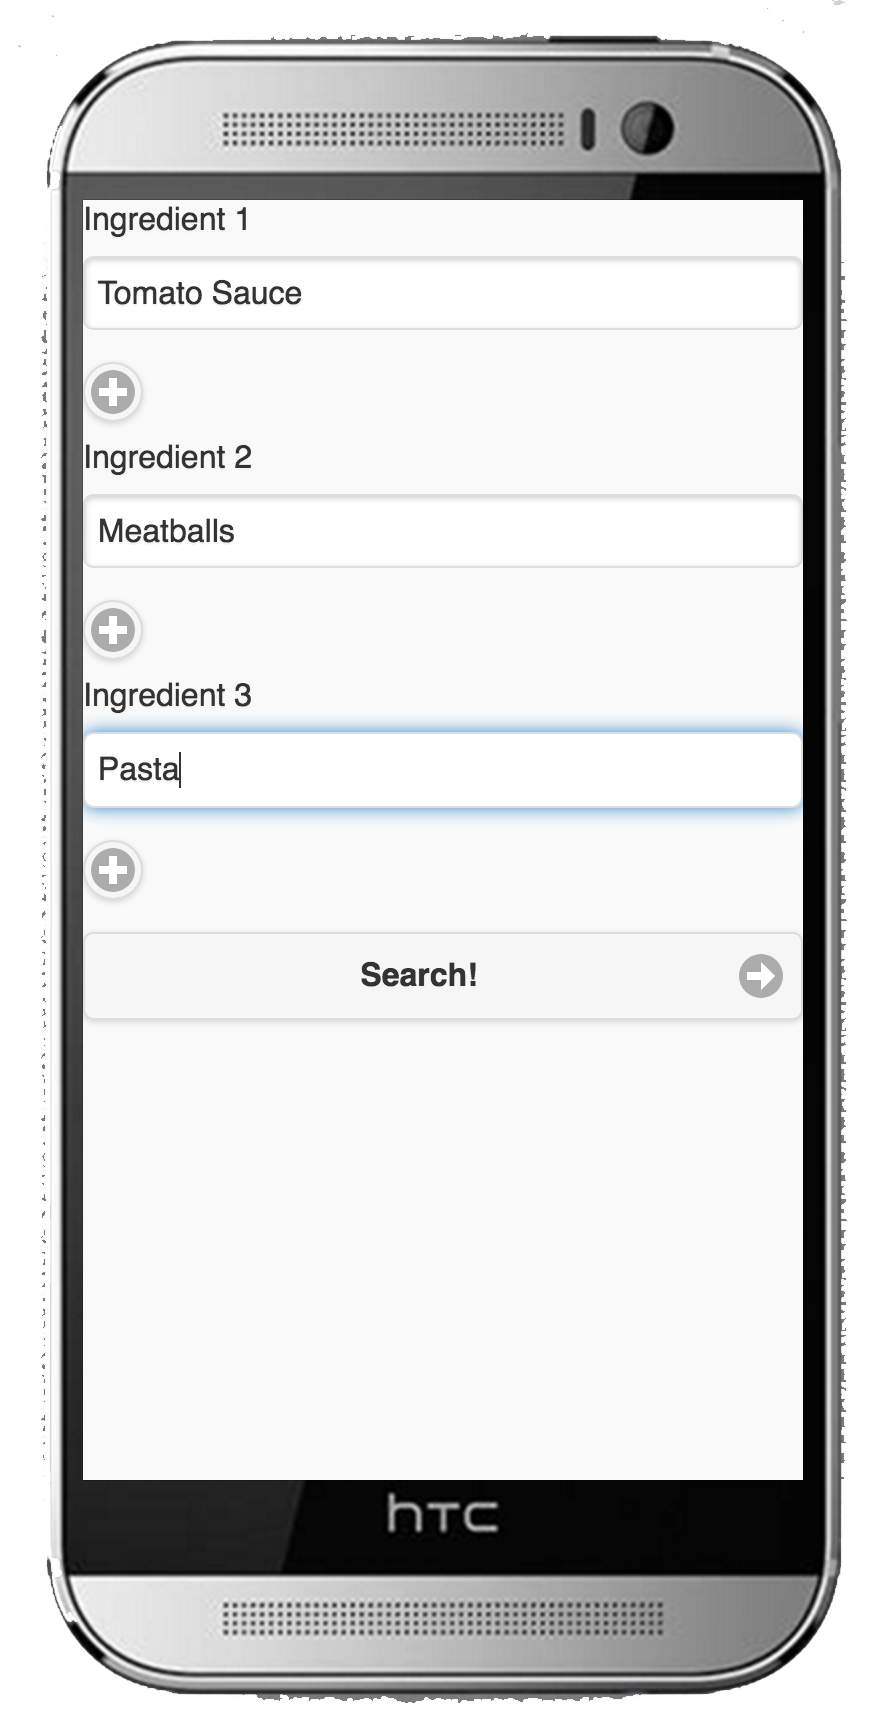 Ingredient 1
Tomato Sauce
Ingredient 2
Meatballs
Ingredient 3
Pasta
Search!
hTC